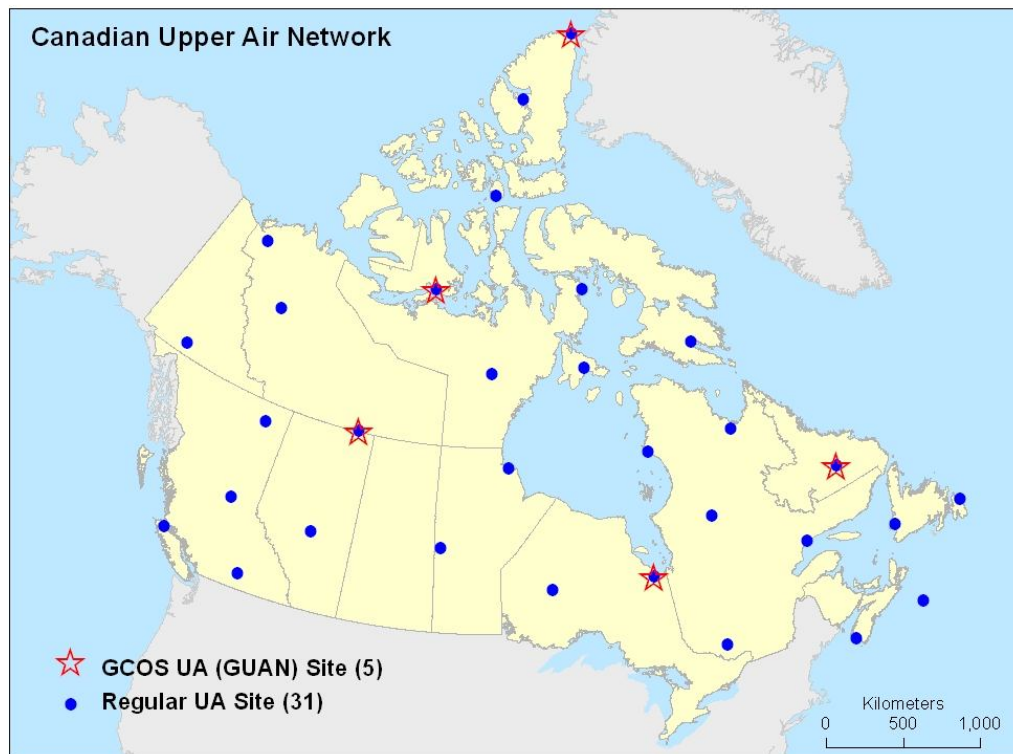 Canadian Upper Air Network
GCOS UA (GUAN) Site (5)
Regular UA Site (31)
Kilometers
0 500 1,000